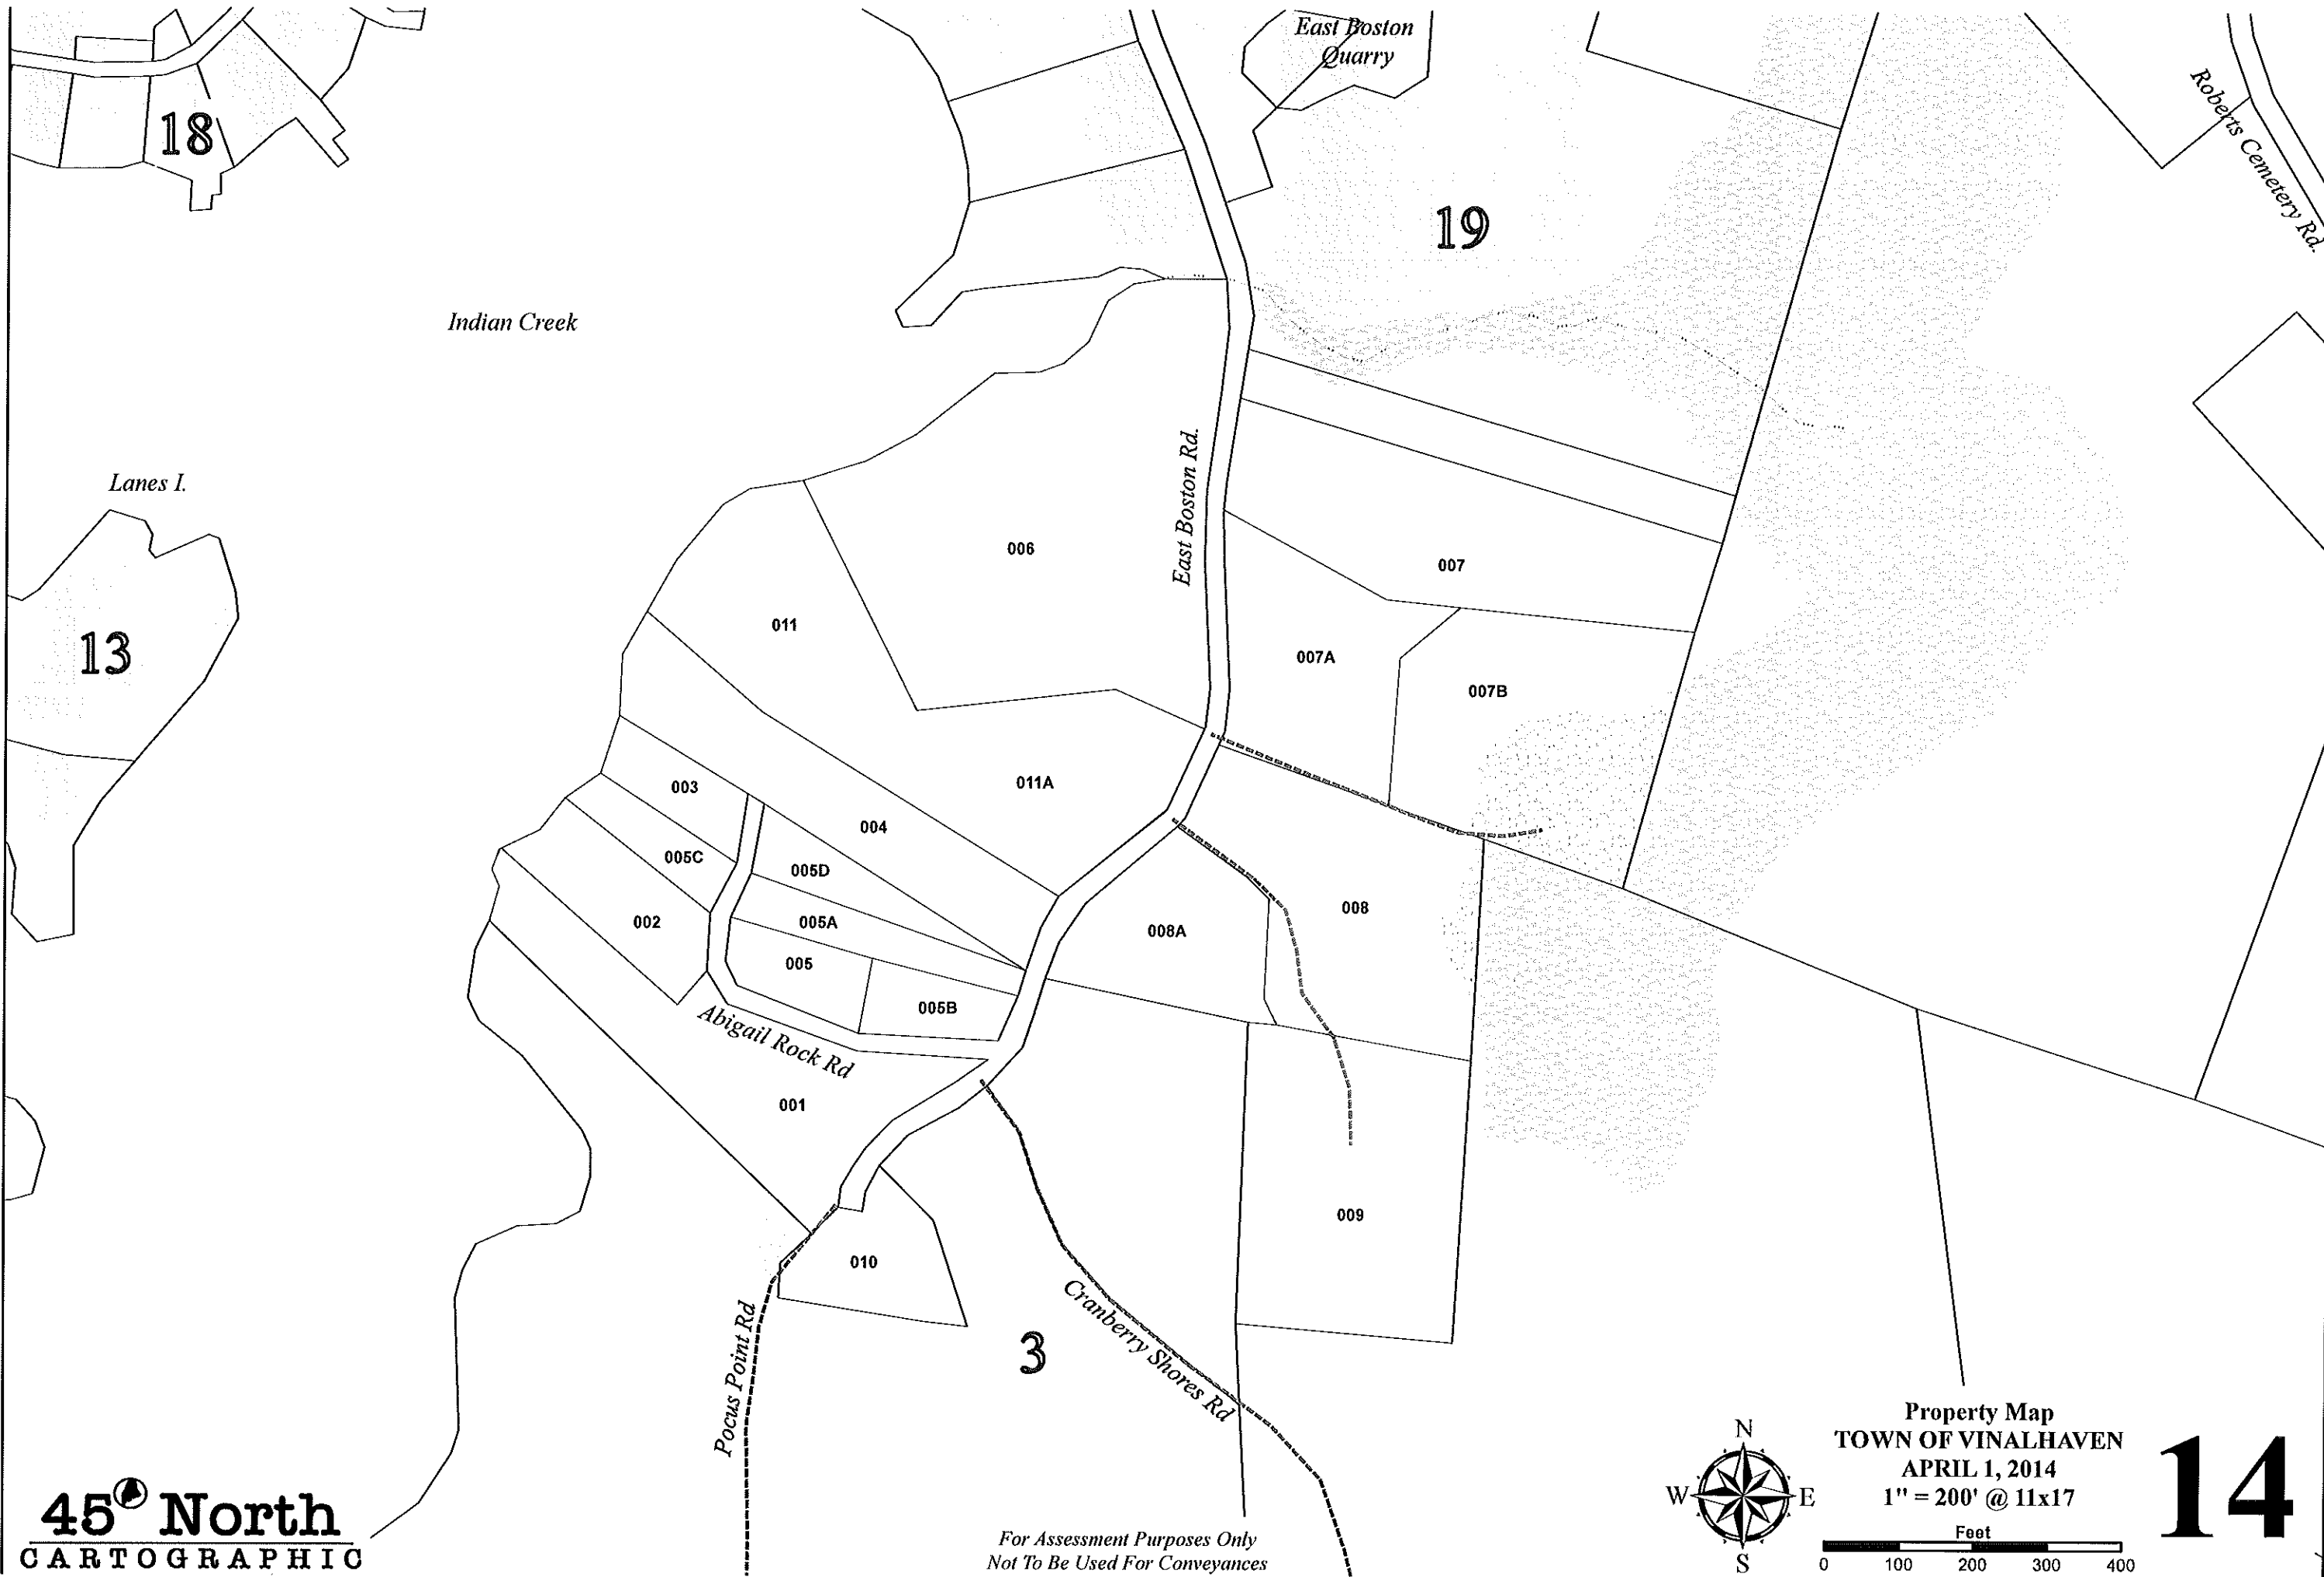 East Boston
Quarry
Roberts Cemetery Rd.
18
19
Indian Creek
Lanes I.
East Boston Rd.
006
007
011
13
007A
007B
011A
003
004
005C
005D
002
005A
008A
008
005
005B
Abigail Rock Rd
001
009
010
Cranberry Shores Rd
Pocus Point Rd
3
Property Map
TOWN OF VINALHAVEN
APRIL 1, 2014
1" = 200' @ 11x17
14
N
W E
S
Feet
0 100 200 300 400
45° North
CARTOGRAPHIC
For Assessment Purposes Only
Not To Be Used For Conveyances